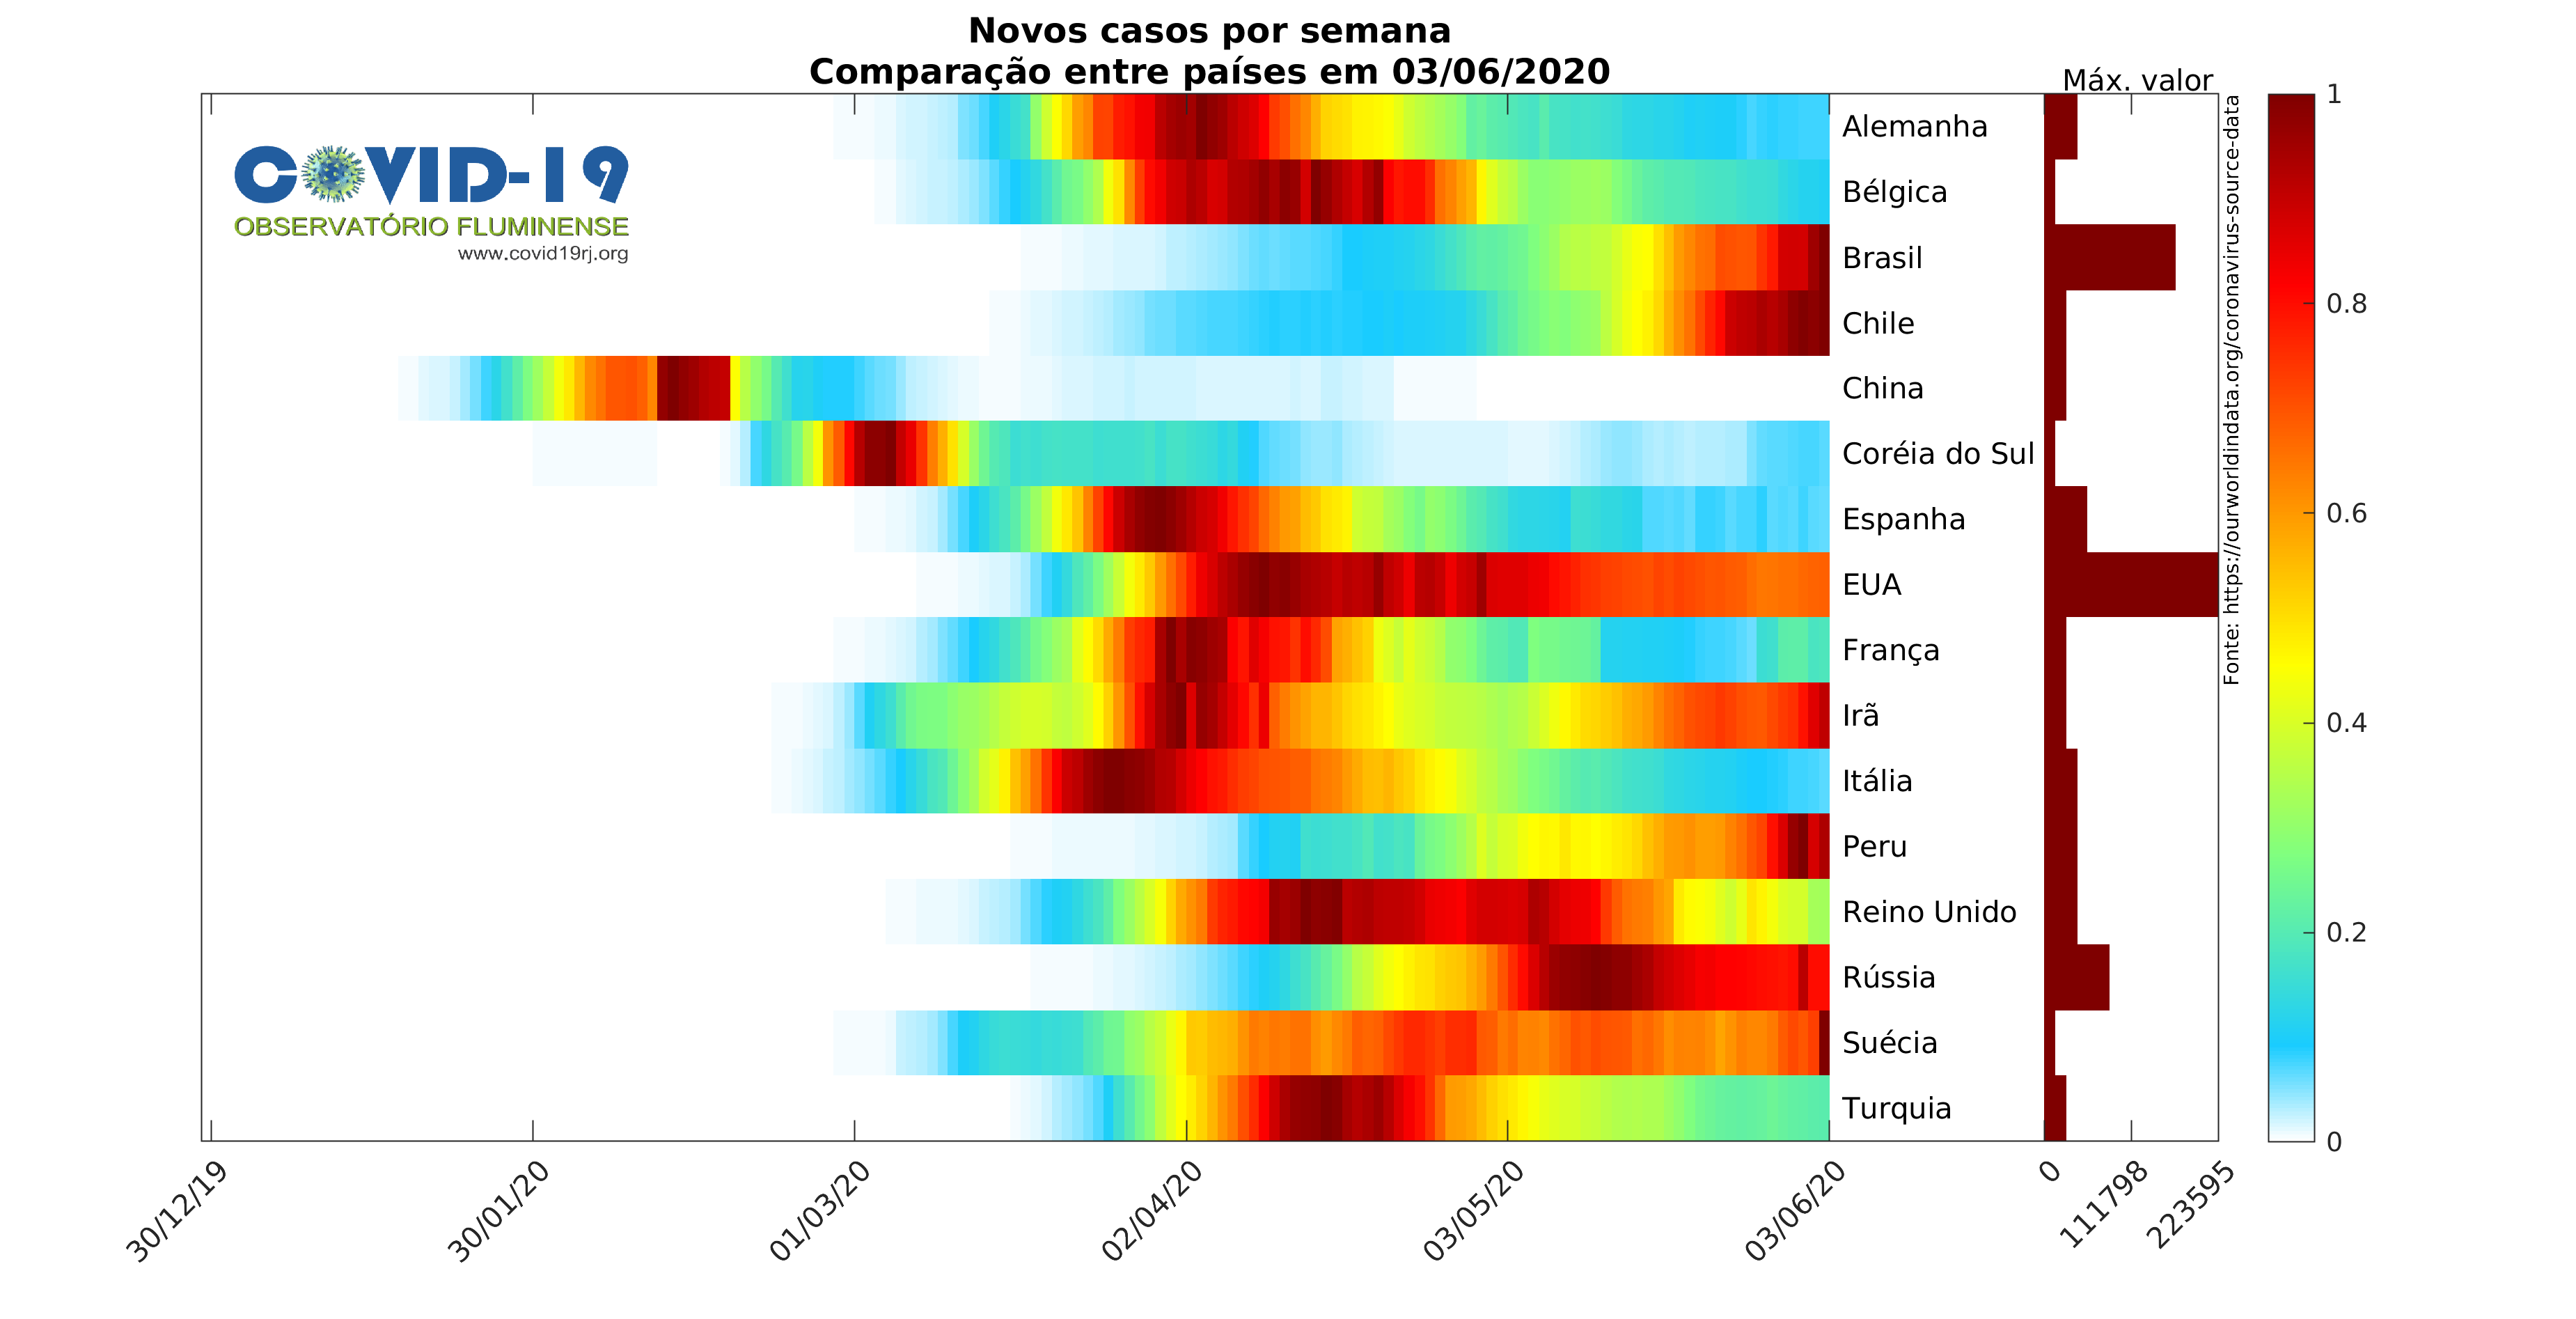 Novos casos por semana
Comparação entre países em 03/06/2020
Máx. valor
COVID-19
OBSERVATÓRIO FLUMINENSE
www.covid19rj.org
Alemanha
Bélgica
Brasil
Chile
China
Coréia do Sul
Espanha
EUA
França
Irã
Itália
Peru
Reino Unido
Rússia
Suécia
Turquia
Fonte: https://ourworldindata.org/coronavirus-source-data
1
0.8
0.6
0.4
0.2
0
30/12/19
30/01/20
01/03/20
02/04/20
03/05/20
03/06/20
0
111798
223595